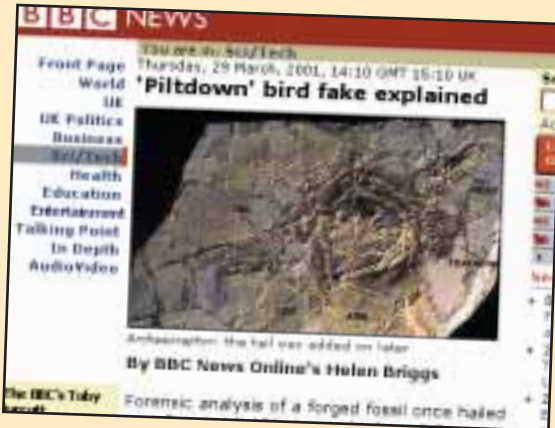 BBC NEWS
You are in: Sci/Tech
Front Page
World
UK
UK Politics
Business
Sci/Tech
Health
Education
Entertainment
Talking Point
In Depth
AudioVideo
The BBC's Toby
Thursday, 29 March, 2001, 14:10 GMT 15:10 UK
'Piltdown' bird fake explained
Archaeoraptor: the tail was added on later
By BBC News Online's Helen Briggs
Forensic analysis of a forged fossil once hailed